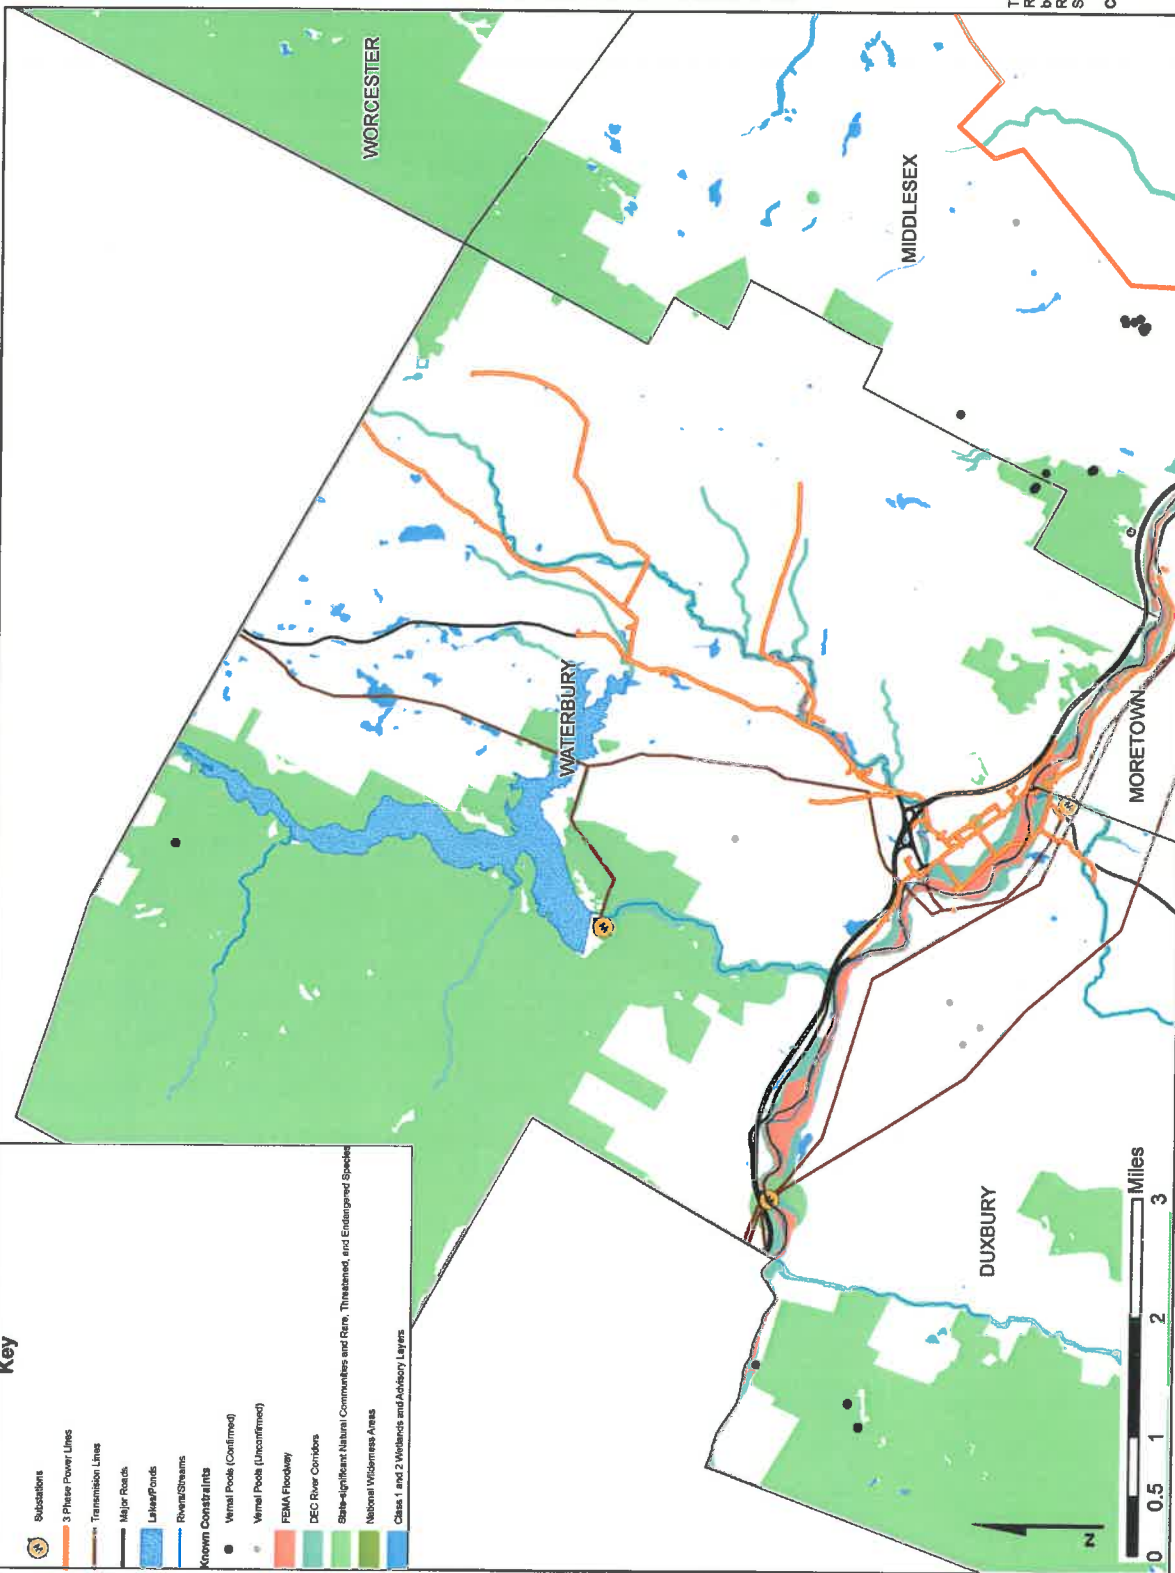 Key
Substations
3 Phase Power Lines
Transmission Lines
Major Roads
Lakes/Ponds
Rivers/Streams
Known Constraints
Vernal Pools (Confirmed)
Vernal Pools (Unconfirmed)
FEMA Floodway
DEC River Corridors
State-significant Natural Communities and Rare, Threatened, and Endangered Species
National Wilderness Areas
Class 1 and 2 Wetlands and Advisory Layers
WORCESTER
MIDDLESEX
WATERBURY
MORETOWN
DUXBURY
N
0 0.5 1 2 3
Miles
T
R
b
R
S
C